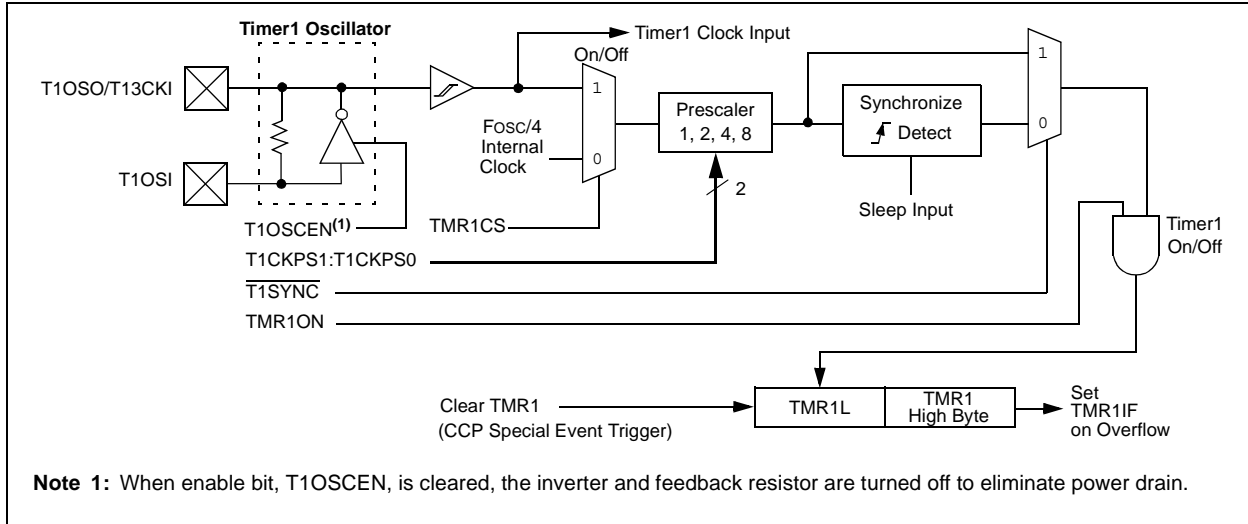 Timer1 Oscillator
Timer1 Clock Input
On/Off
T1OSO/T13CKI
1
1
Prescaler
1, 2, 4, 8
Synchronize
Detect
FOSC/4
Internal
Clock
0
0
T1OSI
2
Sleep Input
T1OSCEN(1)
TMR1CS
Timer1
On/Off
T1CKPS1:T1CKPS0
T1SYNC
TMR1ON
Clear TMR1
(CCP Special Event Trigger)
TMR1L
TMR1
High Byte
Set
TMR1IF
on Overflow
Note 1: When enable bit, T1OSCEN, is cleared, the inverter and feedback resistor are turned off to eliminate power drain.